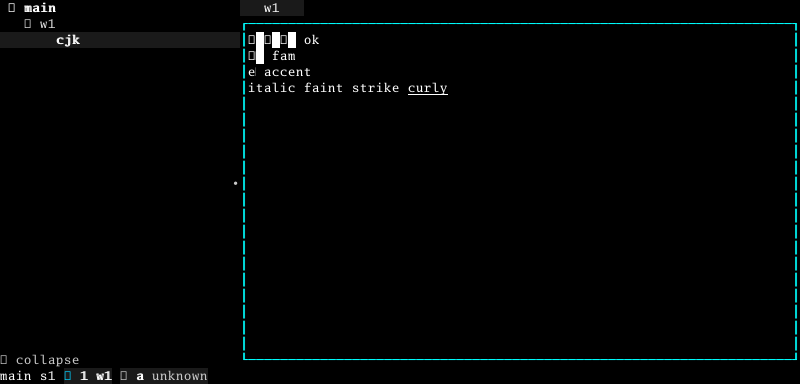 main
w1
cjk
w1
ok
fam
e accent
italic faint strike curly
collapse
main s1 1 w1 a unknown